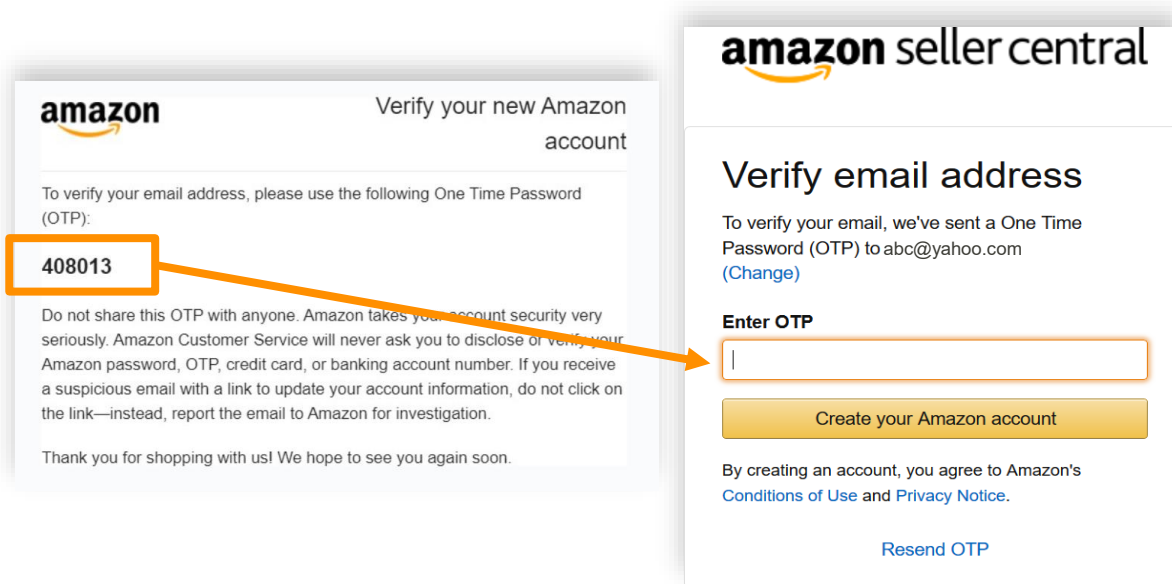 amazon
Verify your new Amazon
account
To verify your email address, please use the following One Time Password
(OTP):
408013
Do not share this OTP with anyone. Amazon takes your account security very
seriously. Amazon Customer Service will never ask you to disclose or verify your
Amazon password, OTP, credit card, or banking account number. If you receive
a suspicious email with a link to update your account information, do not click on
the link—instead, report the email to Amazon for investigation.
Thank you for shopping with us! We hope to see you again soon.
amazon seller central
Verify email address
To verify your email, we've sent a One Time
Password (OTP) to abc@yahoo.com
(Change)
Enter OTP
Create your Amazon account
By creating an account, you agree to Amazon's
Conditions of Use and Privacy Notice.
Resend OTP